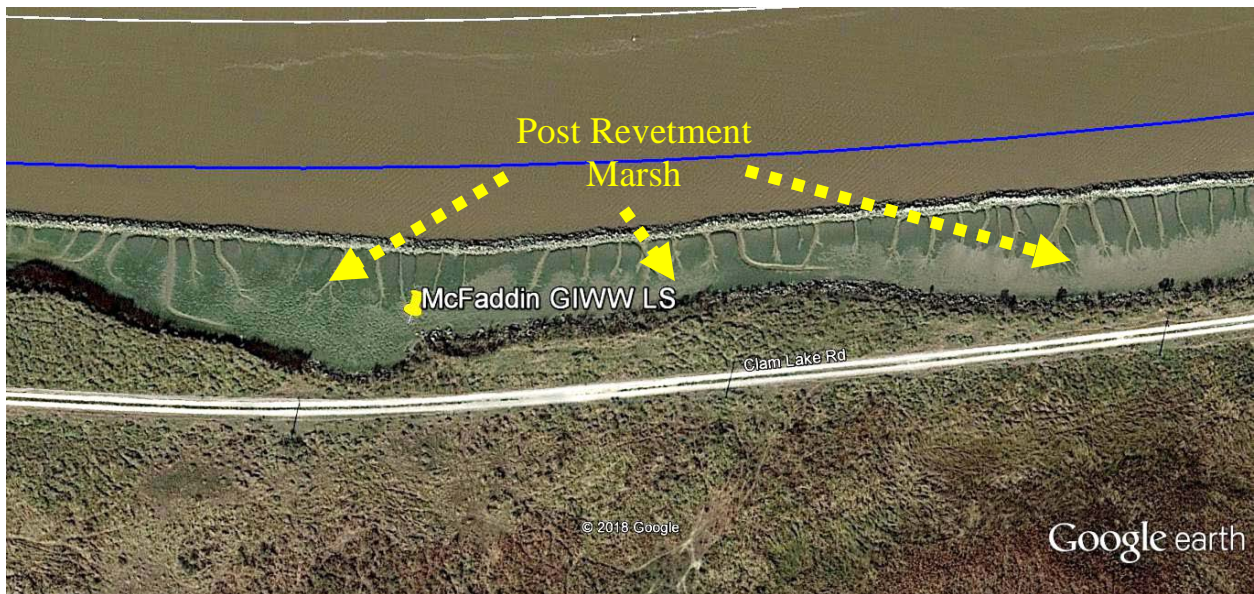 Post Revetment
Marsh
McFaddin GIWW LS
Clam Lake Rd
© 2018 Google
Google earth